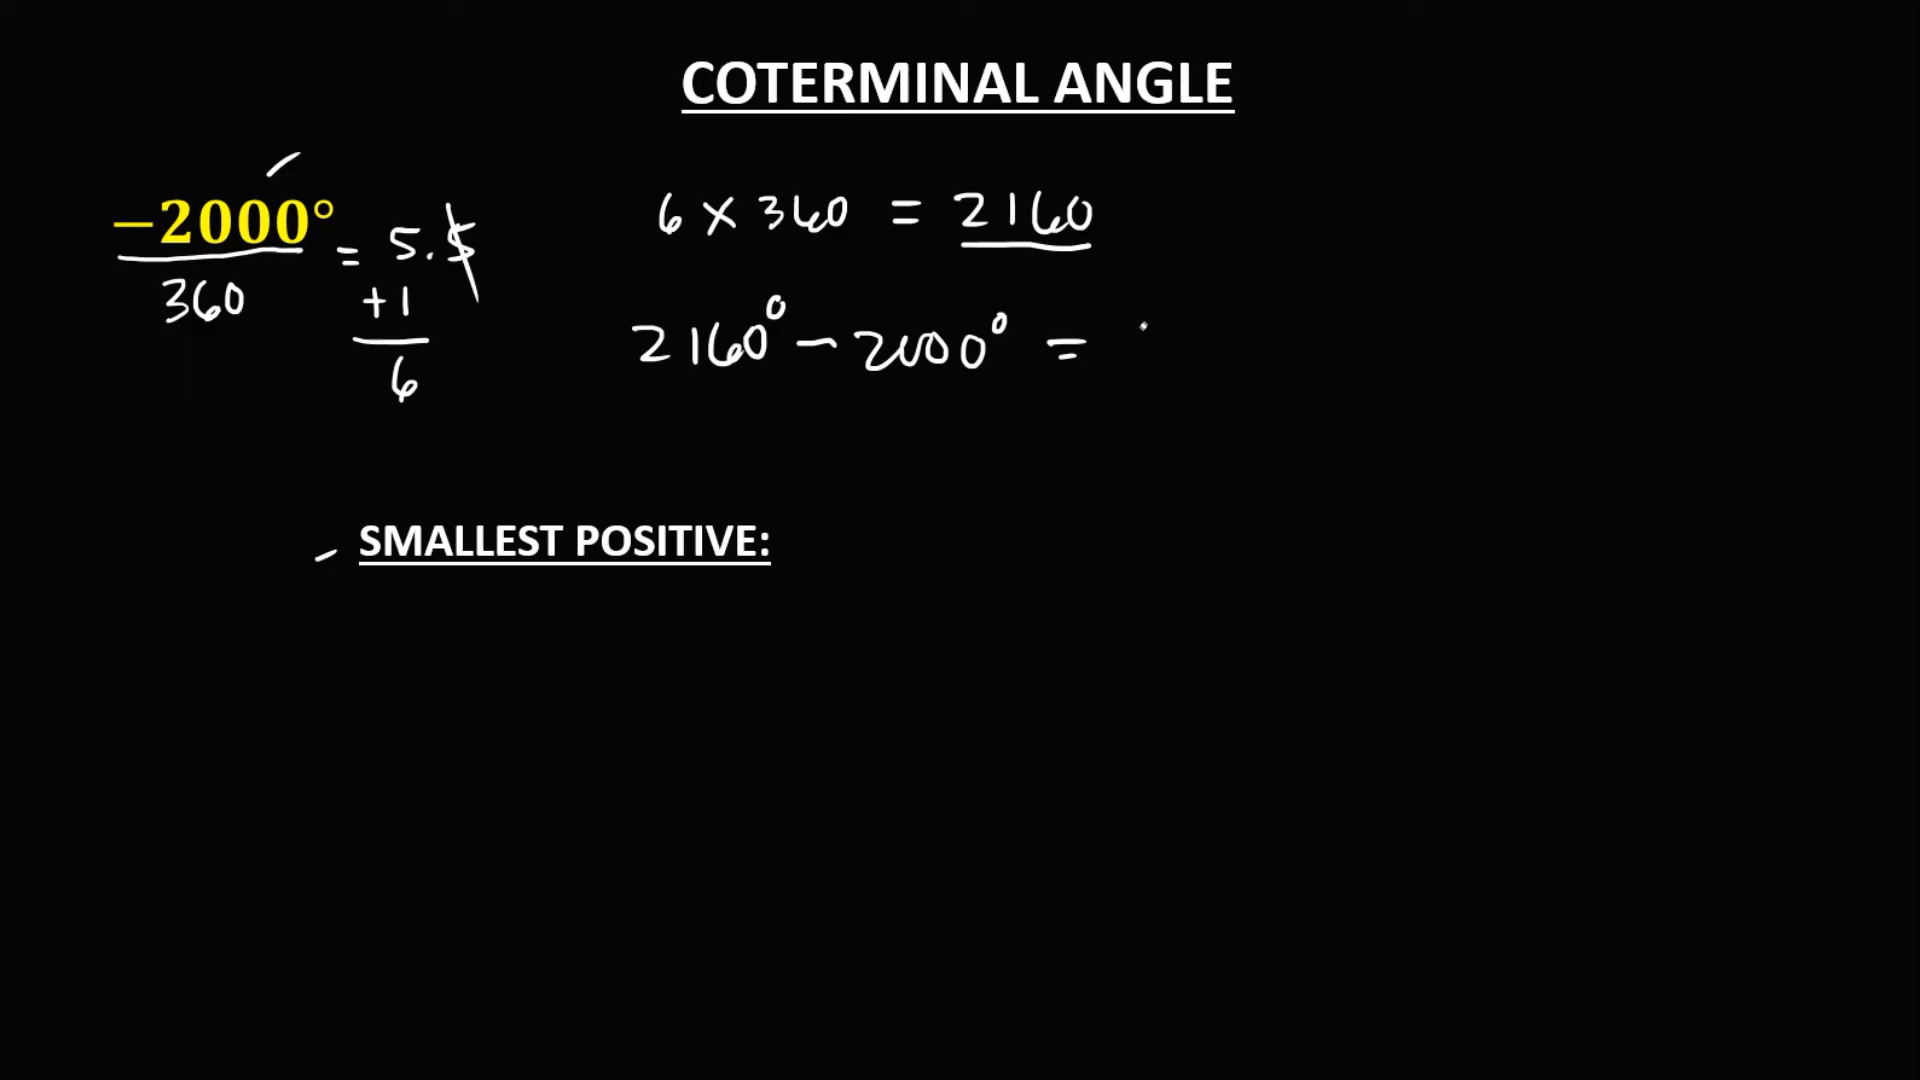 COTERMINAL ANGLE
−2000° = 5.5
360
+1
6
6 × 360 = 2160
2160° − 2000° =
SMALLEST POSITIVE: